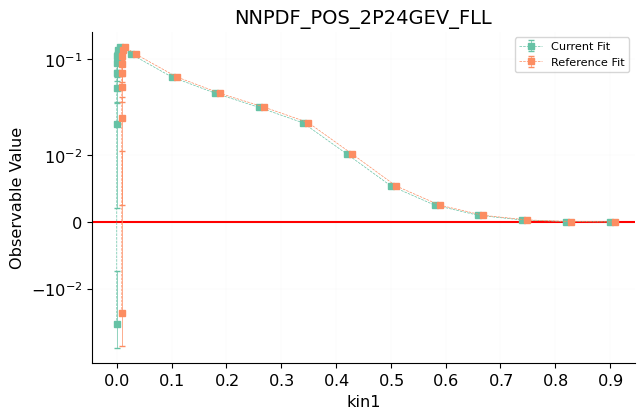 NNPDF_POS_2P24GEV_FLL
Current Fit
Reference Fit
Observable Value
10⁻¹
10⁻²
0
−10⁻²
0.0 0.1 0.2 0.3 0.4 0.5 0.6 0.7 0.8 0.9
kin1